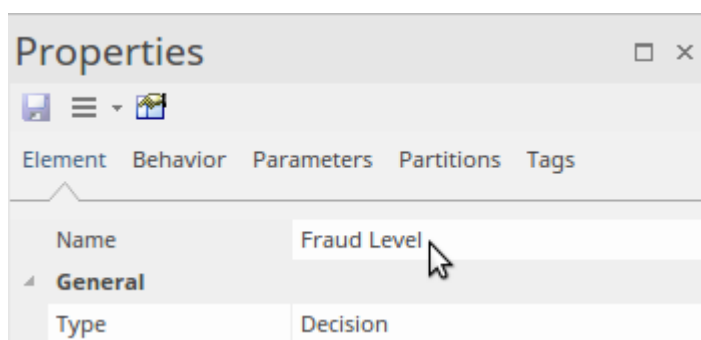 Properties
Element Behavior Parameters Partitions Tags
Name Fraud Level
General
Type Decision